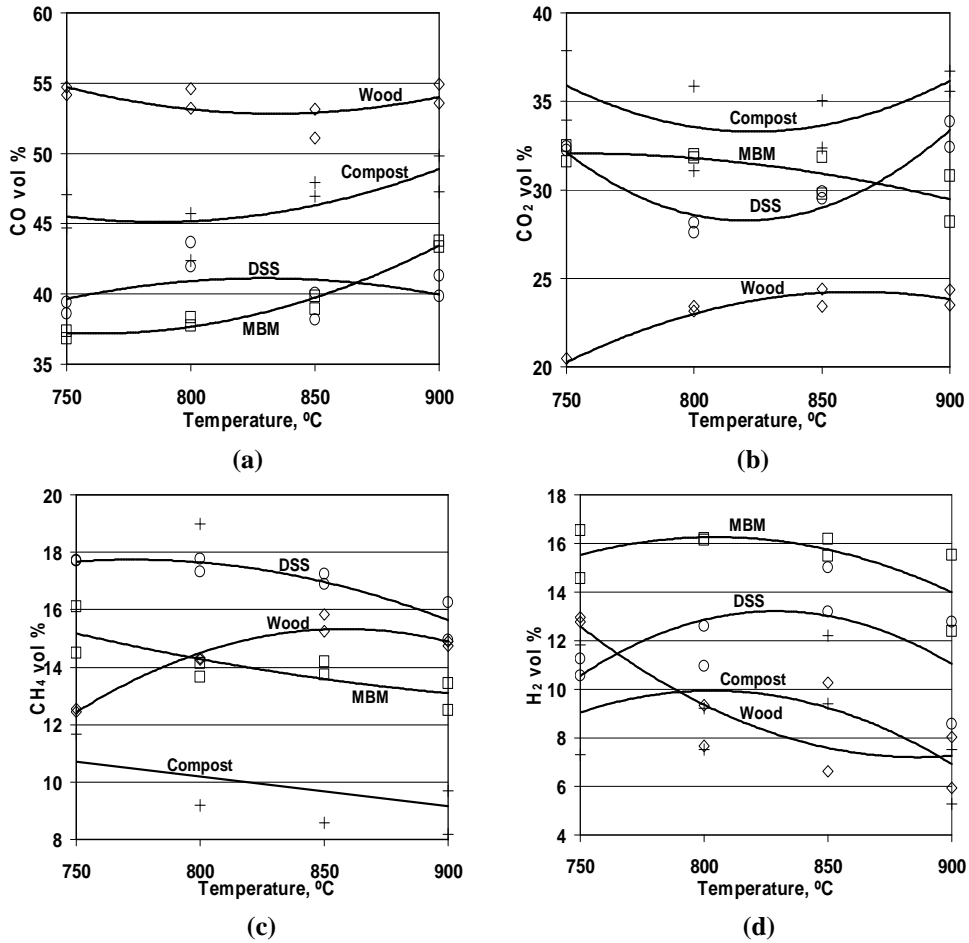 60
55
50
45
40
35
CO vol %
Wood
Compost
DSS
MBM
750 800 850 900
Temperature, ºC
(a)
40
35
30
25
20
CO2 vol %
Compost
MBM
DSS
Wood
750 800 850 900
Temperature, ºC
(b)
20
18
16
14
12
10
8
CH4 vol %
DSS
Wood
MBM
Compost
750 800 850 900
Temperature, ºC
(c)
18
16
14
12
10
8
6
4
H2 vol %
MBM
DSS
Compost
Wood
750 800 850 900
Temperature, ºC
(d)